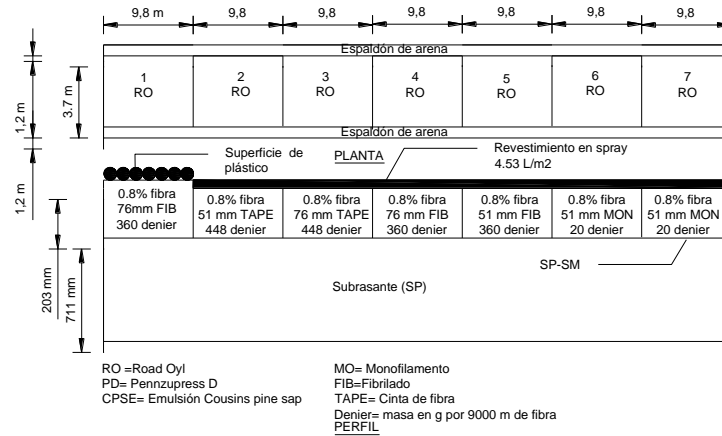 9,8 m 9,8 9,8 9,8 9,8 9,8 9,8
Espaldón de arena
1 2 3 4 5 6 7
RO RO RO RO RO RO RO
1,2 m
3.7 m
Espaldón de arena
1,2 m
Superficie de
plástico
PLANTA
Revestimiento en spray
4.53 L/m2
0.8% fibra 0.8% fibra 0.8% fibra 0.8% fibra 0.8% fibra 0.8% fibra 0.8% fibra
76mm FIB 51 mm TAPE 76 mm TAPE 76 mm FIB 51 mm FIB 51 mm MON 51 mm MON
360 denier 448 denier 448 denier 360 denier 360 denier 20 denier 20 denier
203 mm
711 mm
SP-SM
Subrasante (SP)
RO =Road Oyl
PD= Pennzupress D
CPSE= Emulsión Cousins pine sap
MO= Monofilamento
FIB=Fibrilado
TAPE= Cinta de fibra
Denier= masa en g por 9000 m de fibra
PERFIL